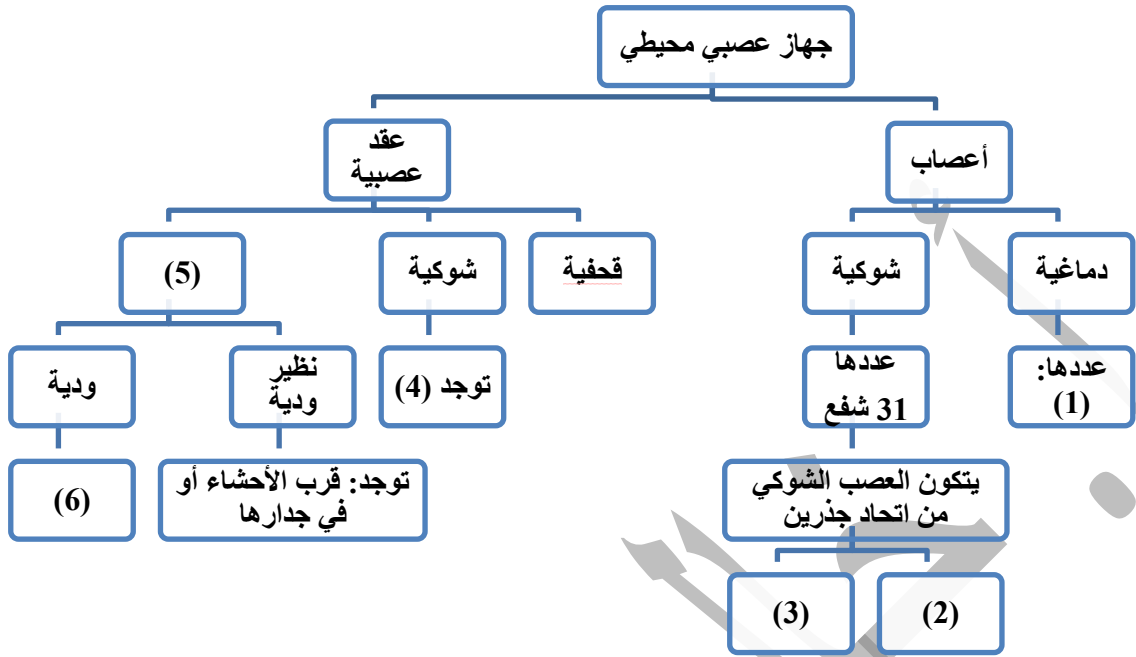 جهاز عصبي محيطي
أعصاب
عقد
عصبية
دماغية
شوكية
قحفية
شوكية
(5)
عددها:
(1)
عددها
31 شفع
توجد (4)
نظير
ودية
ودية
يتكون العصب الشوكي
من اتحاد جذرين
توجد: قرب الأحشاء أو
في جدارها
(6)
(2)
(3)